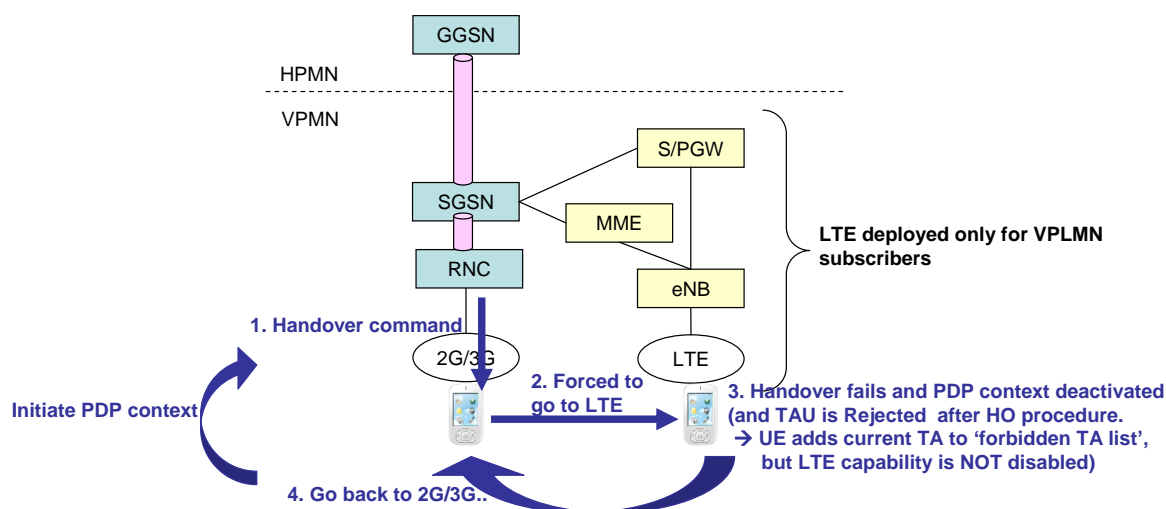 GGSN
HPMN
VPMN
S/PGW
SGSN
MME
LTE deployed only for VPLMN
subscribers
RNC
eNB
1. Handover command
2G/3G
LTE
2. Forced to
go to LTE
3. Handover fails and PDP context deactivated
(and TAU is Rejected after HO procedure.
→ UE adds current TA to ‘forbidden TA list’,
but LTE capability is NOT disabled)
Initiate PDP context
4. Go back to 2G/3G..